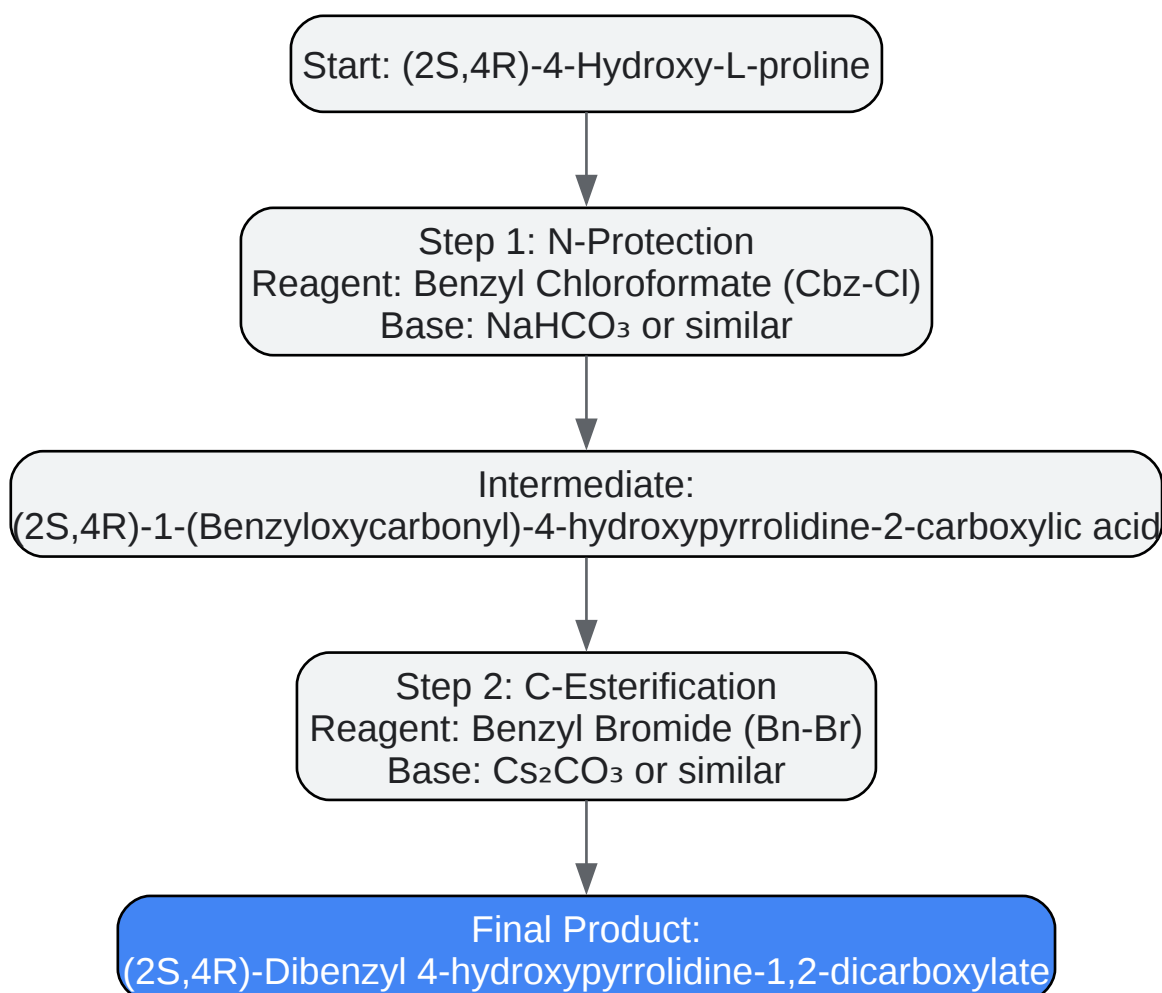 Start: (2S,4R)-4-Hydroxy-L-proline
Step 1: N-Protection
Reagent: Benzyl Chloroformate (Cbz-Cl)
Base: NaHCO₃ or similar
Intermediate:
(2S,4R)-1-(Benzyloxycarbonyl)-4-hydroxypyrrolidine-2-carboxylic acid
Step 2: C-Esterification
Reagent: Benzyl Bromide (Bn-Br)
Base: Cs₂CO₃ or similar
Final Product:
(2S,4R)-Dibenzyl 4-hydroxypyrrolidine-1,2-dicarboxylate